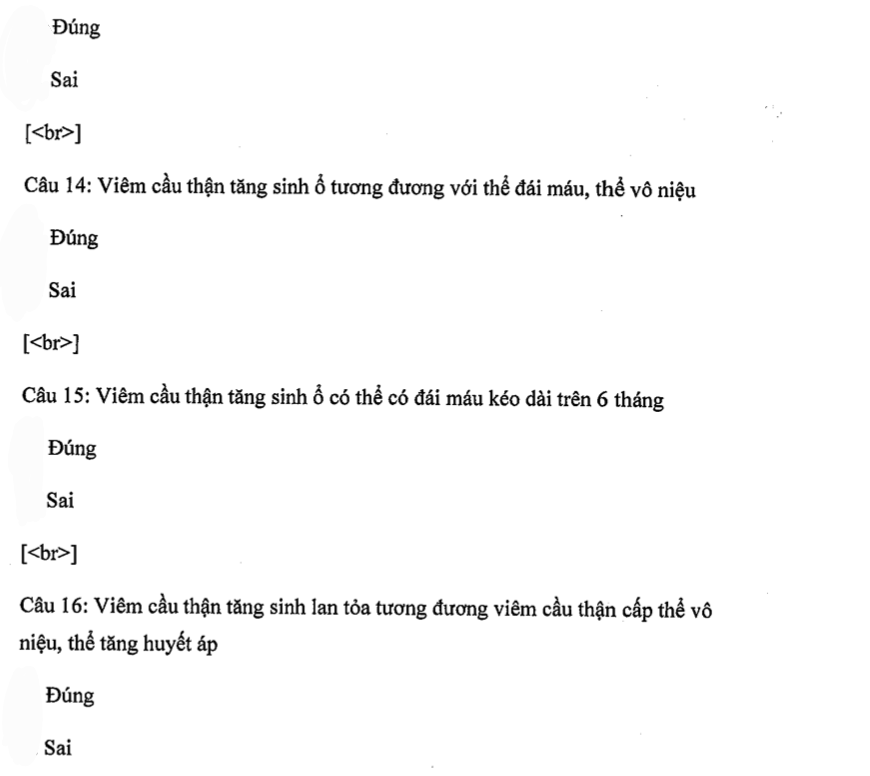 Đúng
Sai
[<br>]
Câu 14: Viêm cầu thận tăng sinh ổ tương đương với thể đái máu, thể vô niệu
Đúng
Sai
[<br>]
Câu 15: Viêm cầu thận tăng sinh ổ có thể có đái máu kéo dài trên 6 tháng
Đúng
Sai
[<br>]
Câu 16: Viêm cầu thận tăng sinh lan tỏa tương đương viêm cầu thận cấp thể vô
niệu, thể tăng huyết áp
Đúng
Sai